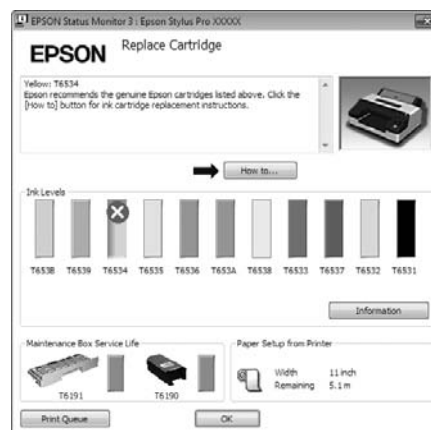 EPSON Status Monitor 3 : Epson Stylus Pro XXXXX
EPSON
Replace Cartridge
Yellow: T6534
Epson recommends the genuine Epson cartridges listed above. Click the
[How to] button for ink cartridge replacement instructions.
How to...
Ink Levels
T653B T6539 T6534 T6535 T6536 T653A T6538 T6533 T6537 T6532 T6531
Information
Maintenance Box Service Life
T6191 T6190
Paper Setup from Printer
Width 11 inch
Remaining 5.1 m
Print Queue
OK